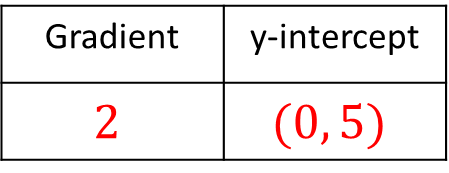 Gradient y-intercept
2 (0, 5)